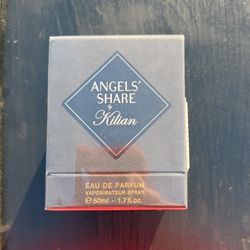 ANGELS'
SHARE
by
Kilian
EAU DE PARFUM
VAPORISATEUR SPRAY
℮ 50ml - 1.7fl.oz.